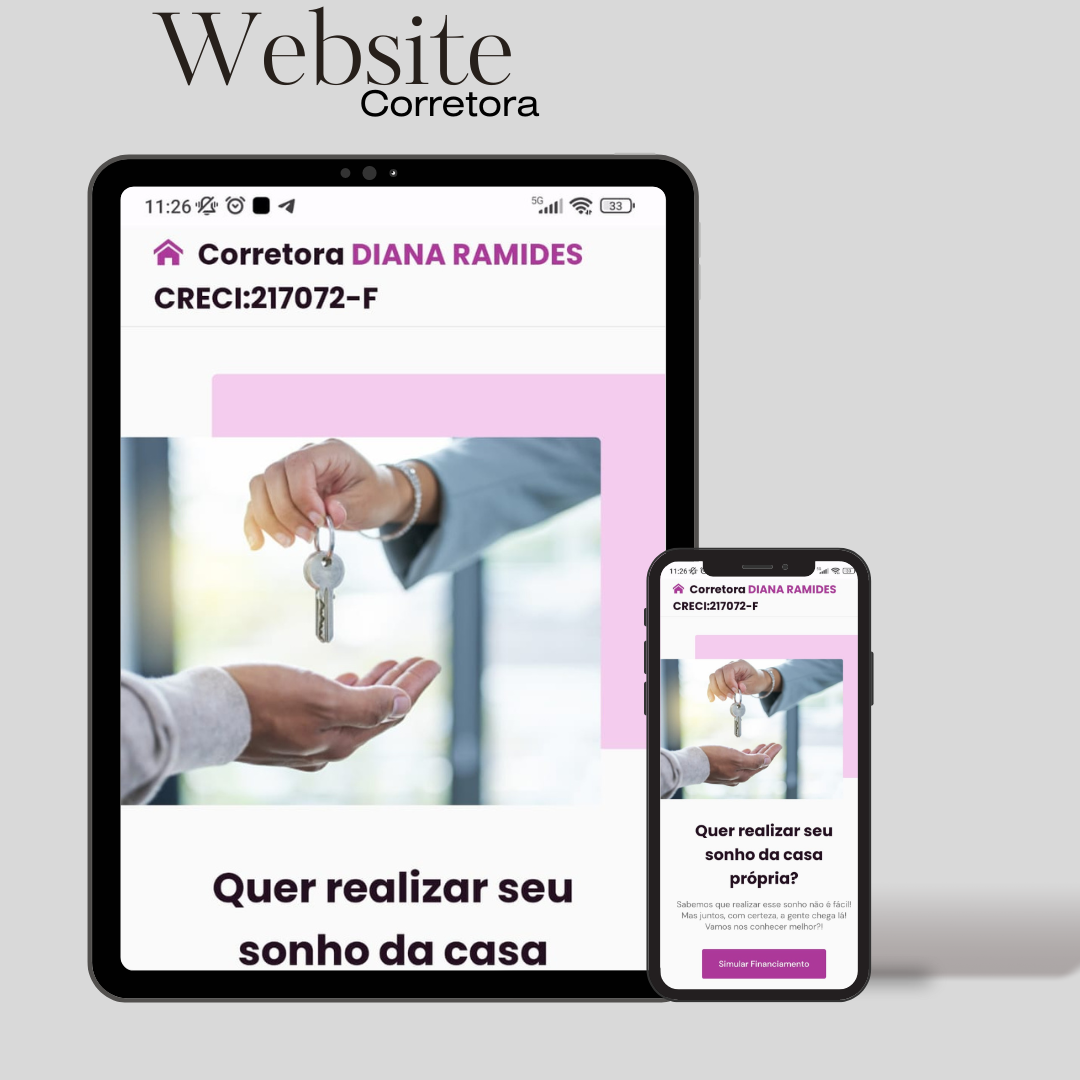 Website
Corretora
11:26
5G
33
Corretora DIANA RAMIDES
CRECI:217072-F
Quer realizar seu
sonho da casa
11:26
Corretora DIANA RAMIDES
CRECI:217072-F
Quer realizar seu
sonho da casa
própria?
Sabemos que realizar esse sonho não é fácil!
Mas juntos, com certeza, a gente chega lá!
Vamos nos conhecer melhor?!
Simular Financiamento